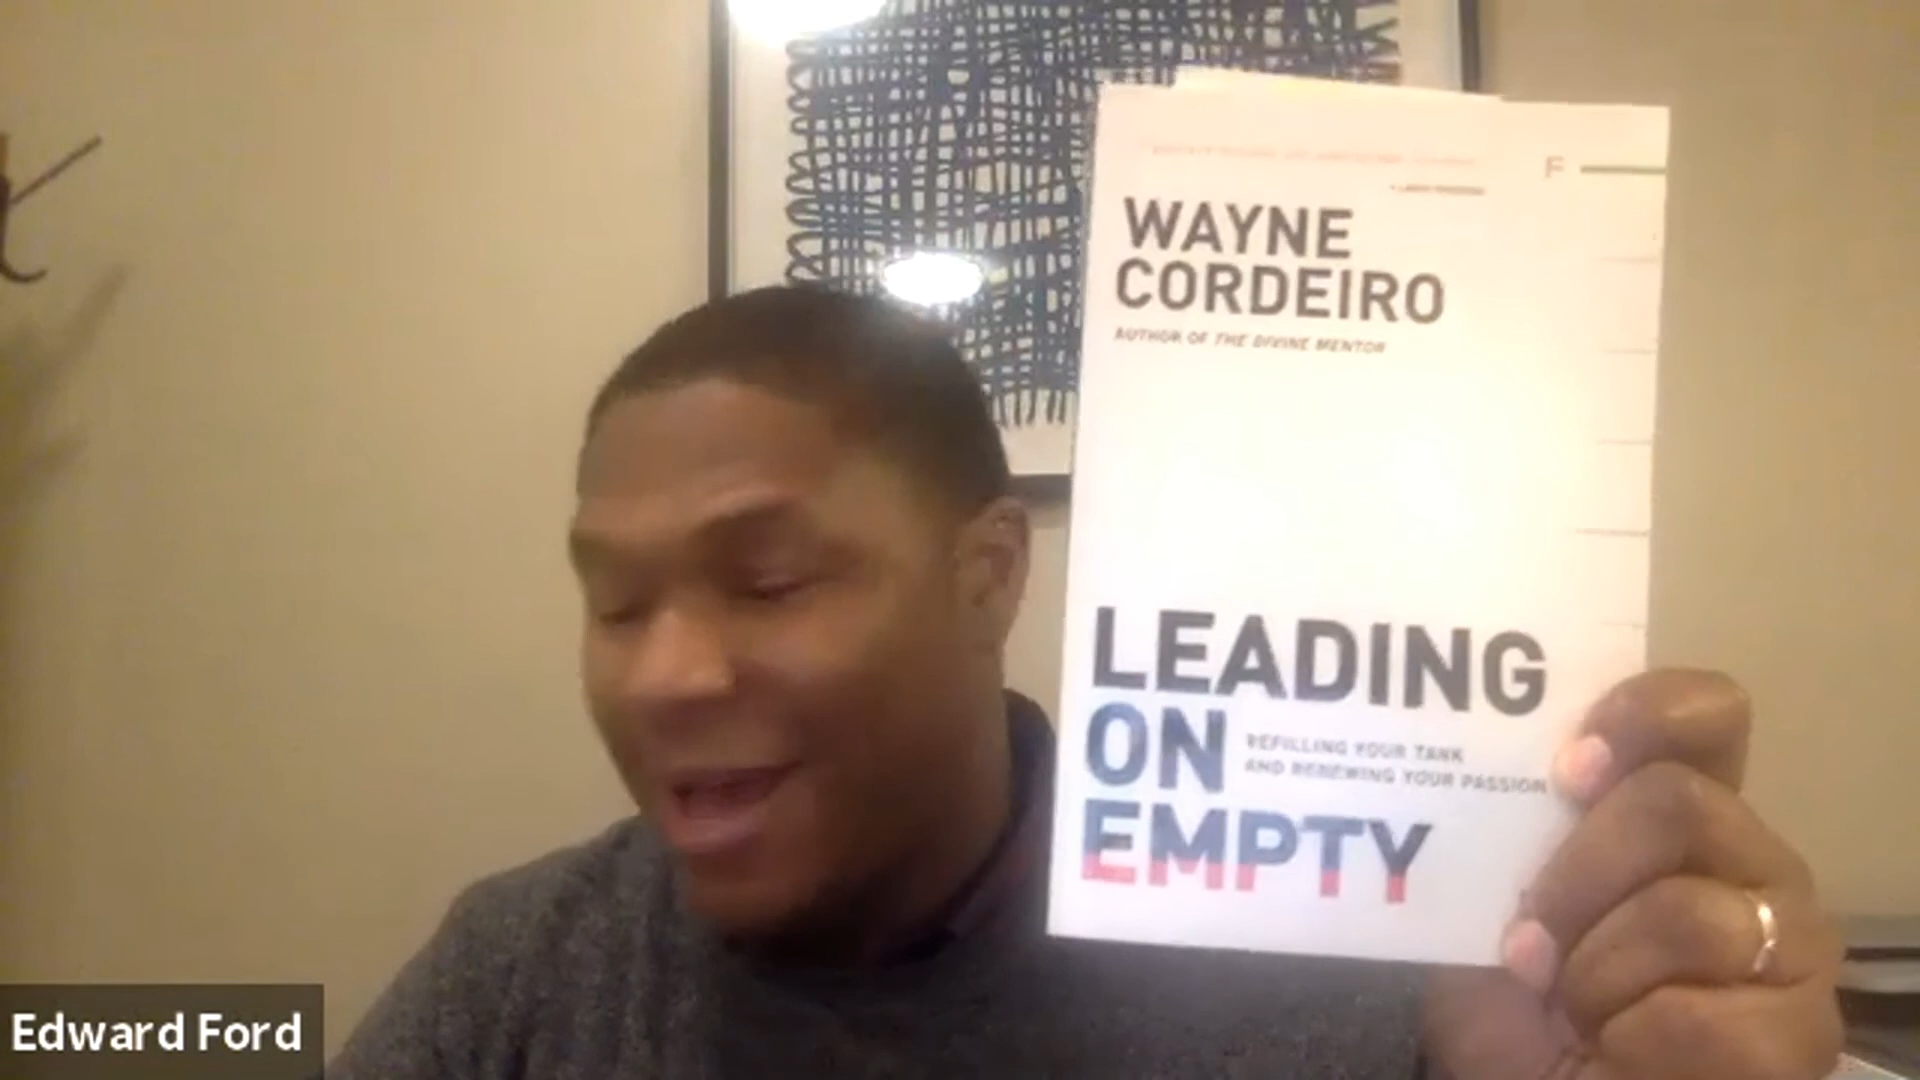 F
WAYNE
CORDEIRO
AUTHOR OF THE DIVINE MENTOR
LEADING
ON
REFILLING YOUR TANK
AND RENEWING YOUR PASSION
EMPTY
Edward Ford